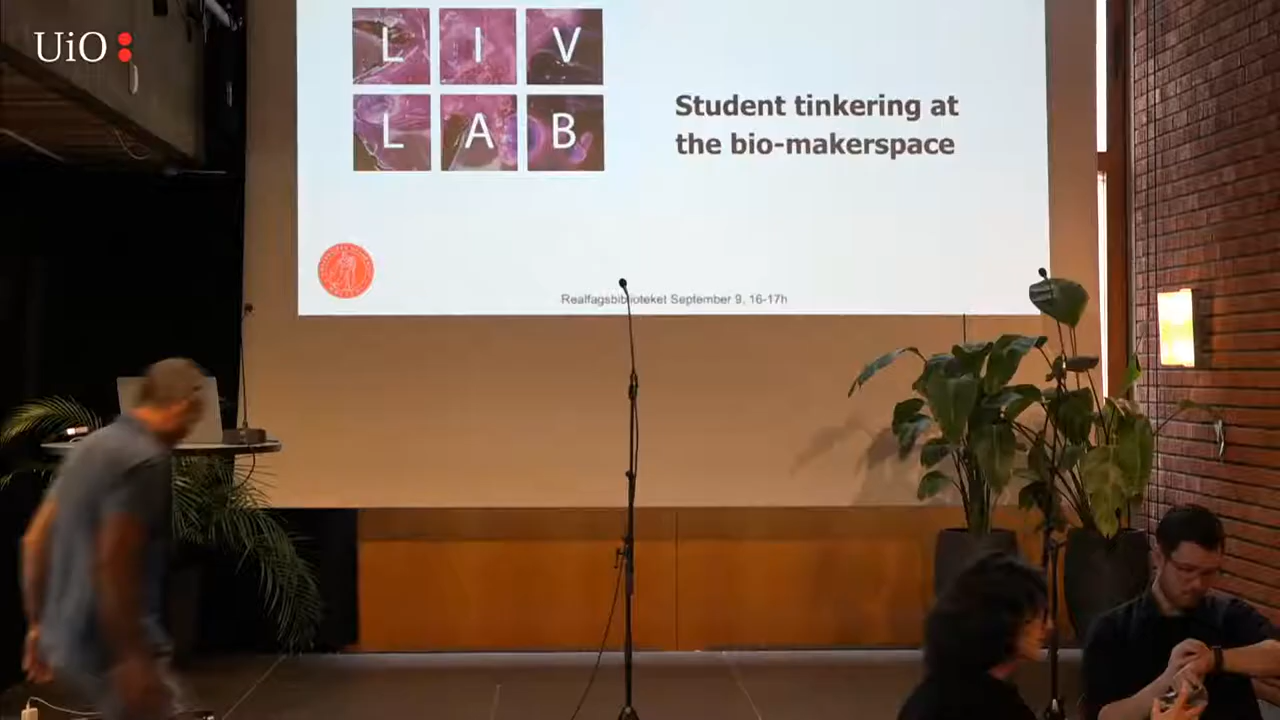 UiO
L I V
L A B
Student tinkering at
the bio-makerspace
Realfagsbiblioteket September 9, 16-17h